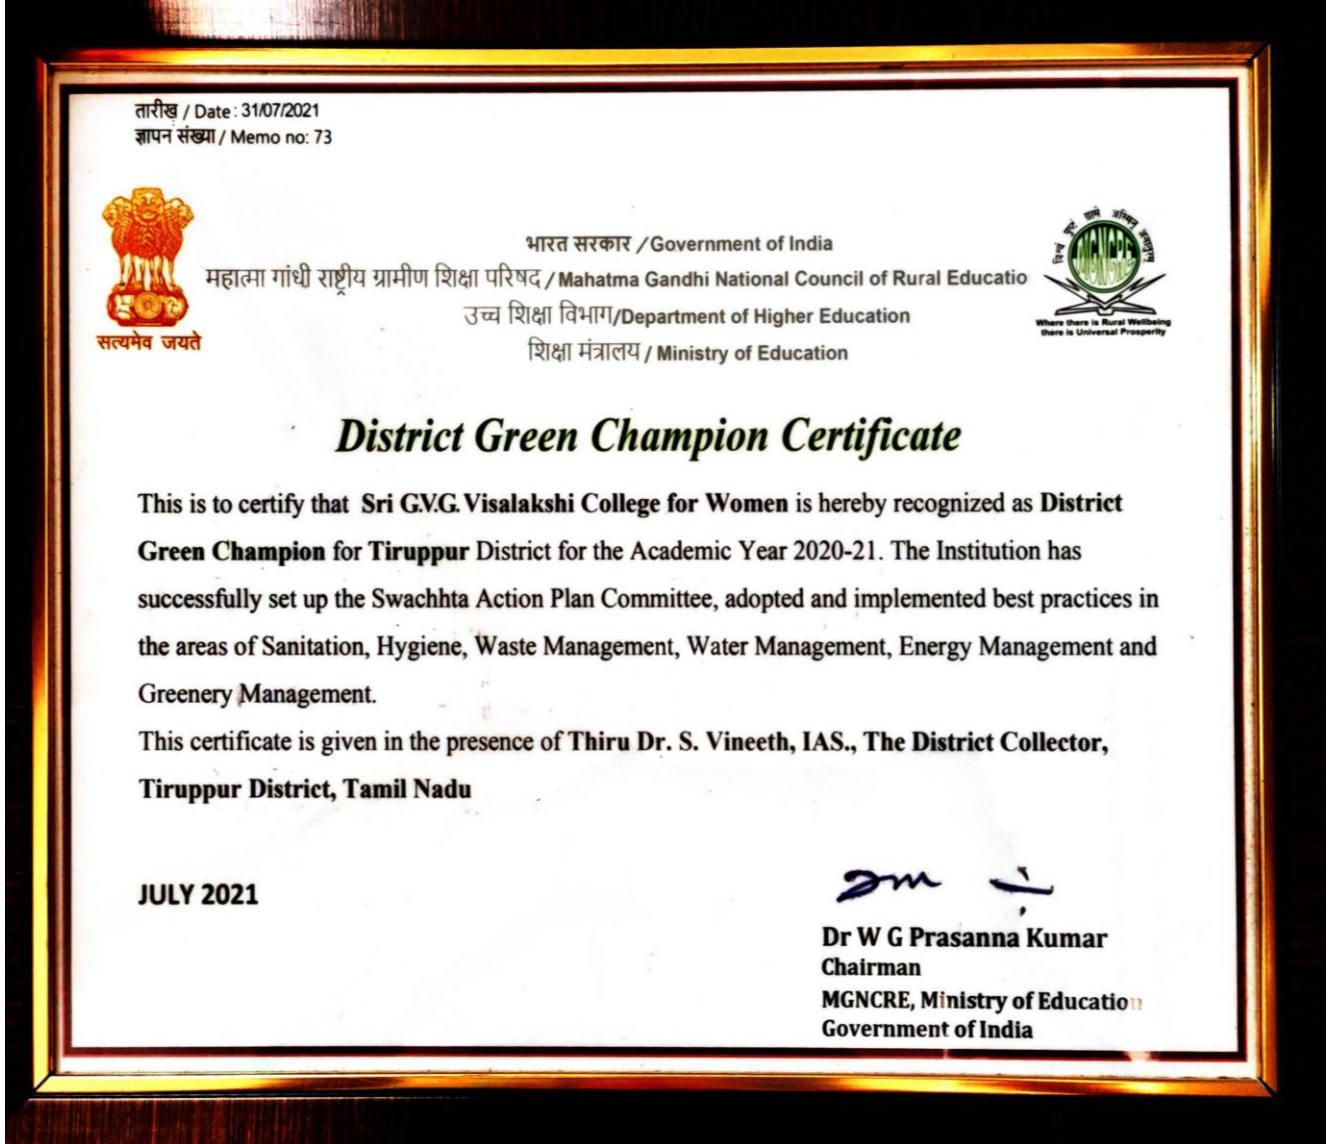 तारीख / Date : 31/07/2021
ज्ञापन संख्या / Memo no: 73
सत्यमेव जयते
विश्वं पुष्टं ग्रामे अस्मिन् अनातुरम्
MGNCRE
Where there is Rural Wellbeing
there is Universal Prosperity
भारत सरकार /Government of India
महात्मा गांधी राष्ट्रीय ग्रामीण शिक्षा परिषद / Mahatma Gandhi National Council of Rural Educatio
उच्च शिक्षा विभाग/Department of Higher Education
शिक्षा मंत्रालय / Ministry of Education
District Green Champion Certificate
This is to certify that Sri G.V.G. Visalakshi College for Women is hereby recognized as District
Green Champion for Tiruppur District for the Academic Year 2020-21. The Institution has
successfully set up the Swachhta Action Plan Committee, adopted and implemented best practices in
the areas of Sanitation, Hygiene, Waste Management, Water Management, Energy Management and
Greenery Management.
This certificate is given in the presence of Thiru Dr. S. Vineeth, IAS., The District Collector,
Tiruppur District, Tamil Nadu
JULY 2021
Dr W G Prasanna Kumar
Chairman
MGNCRE, Ministry of Education
Government of India